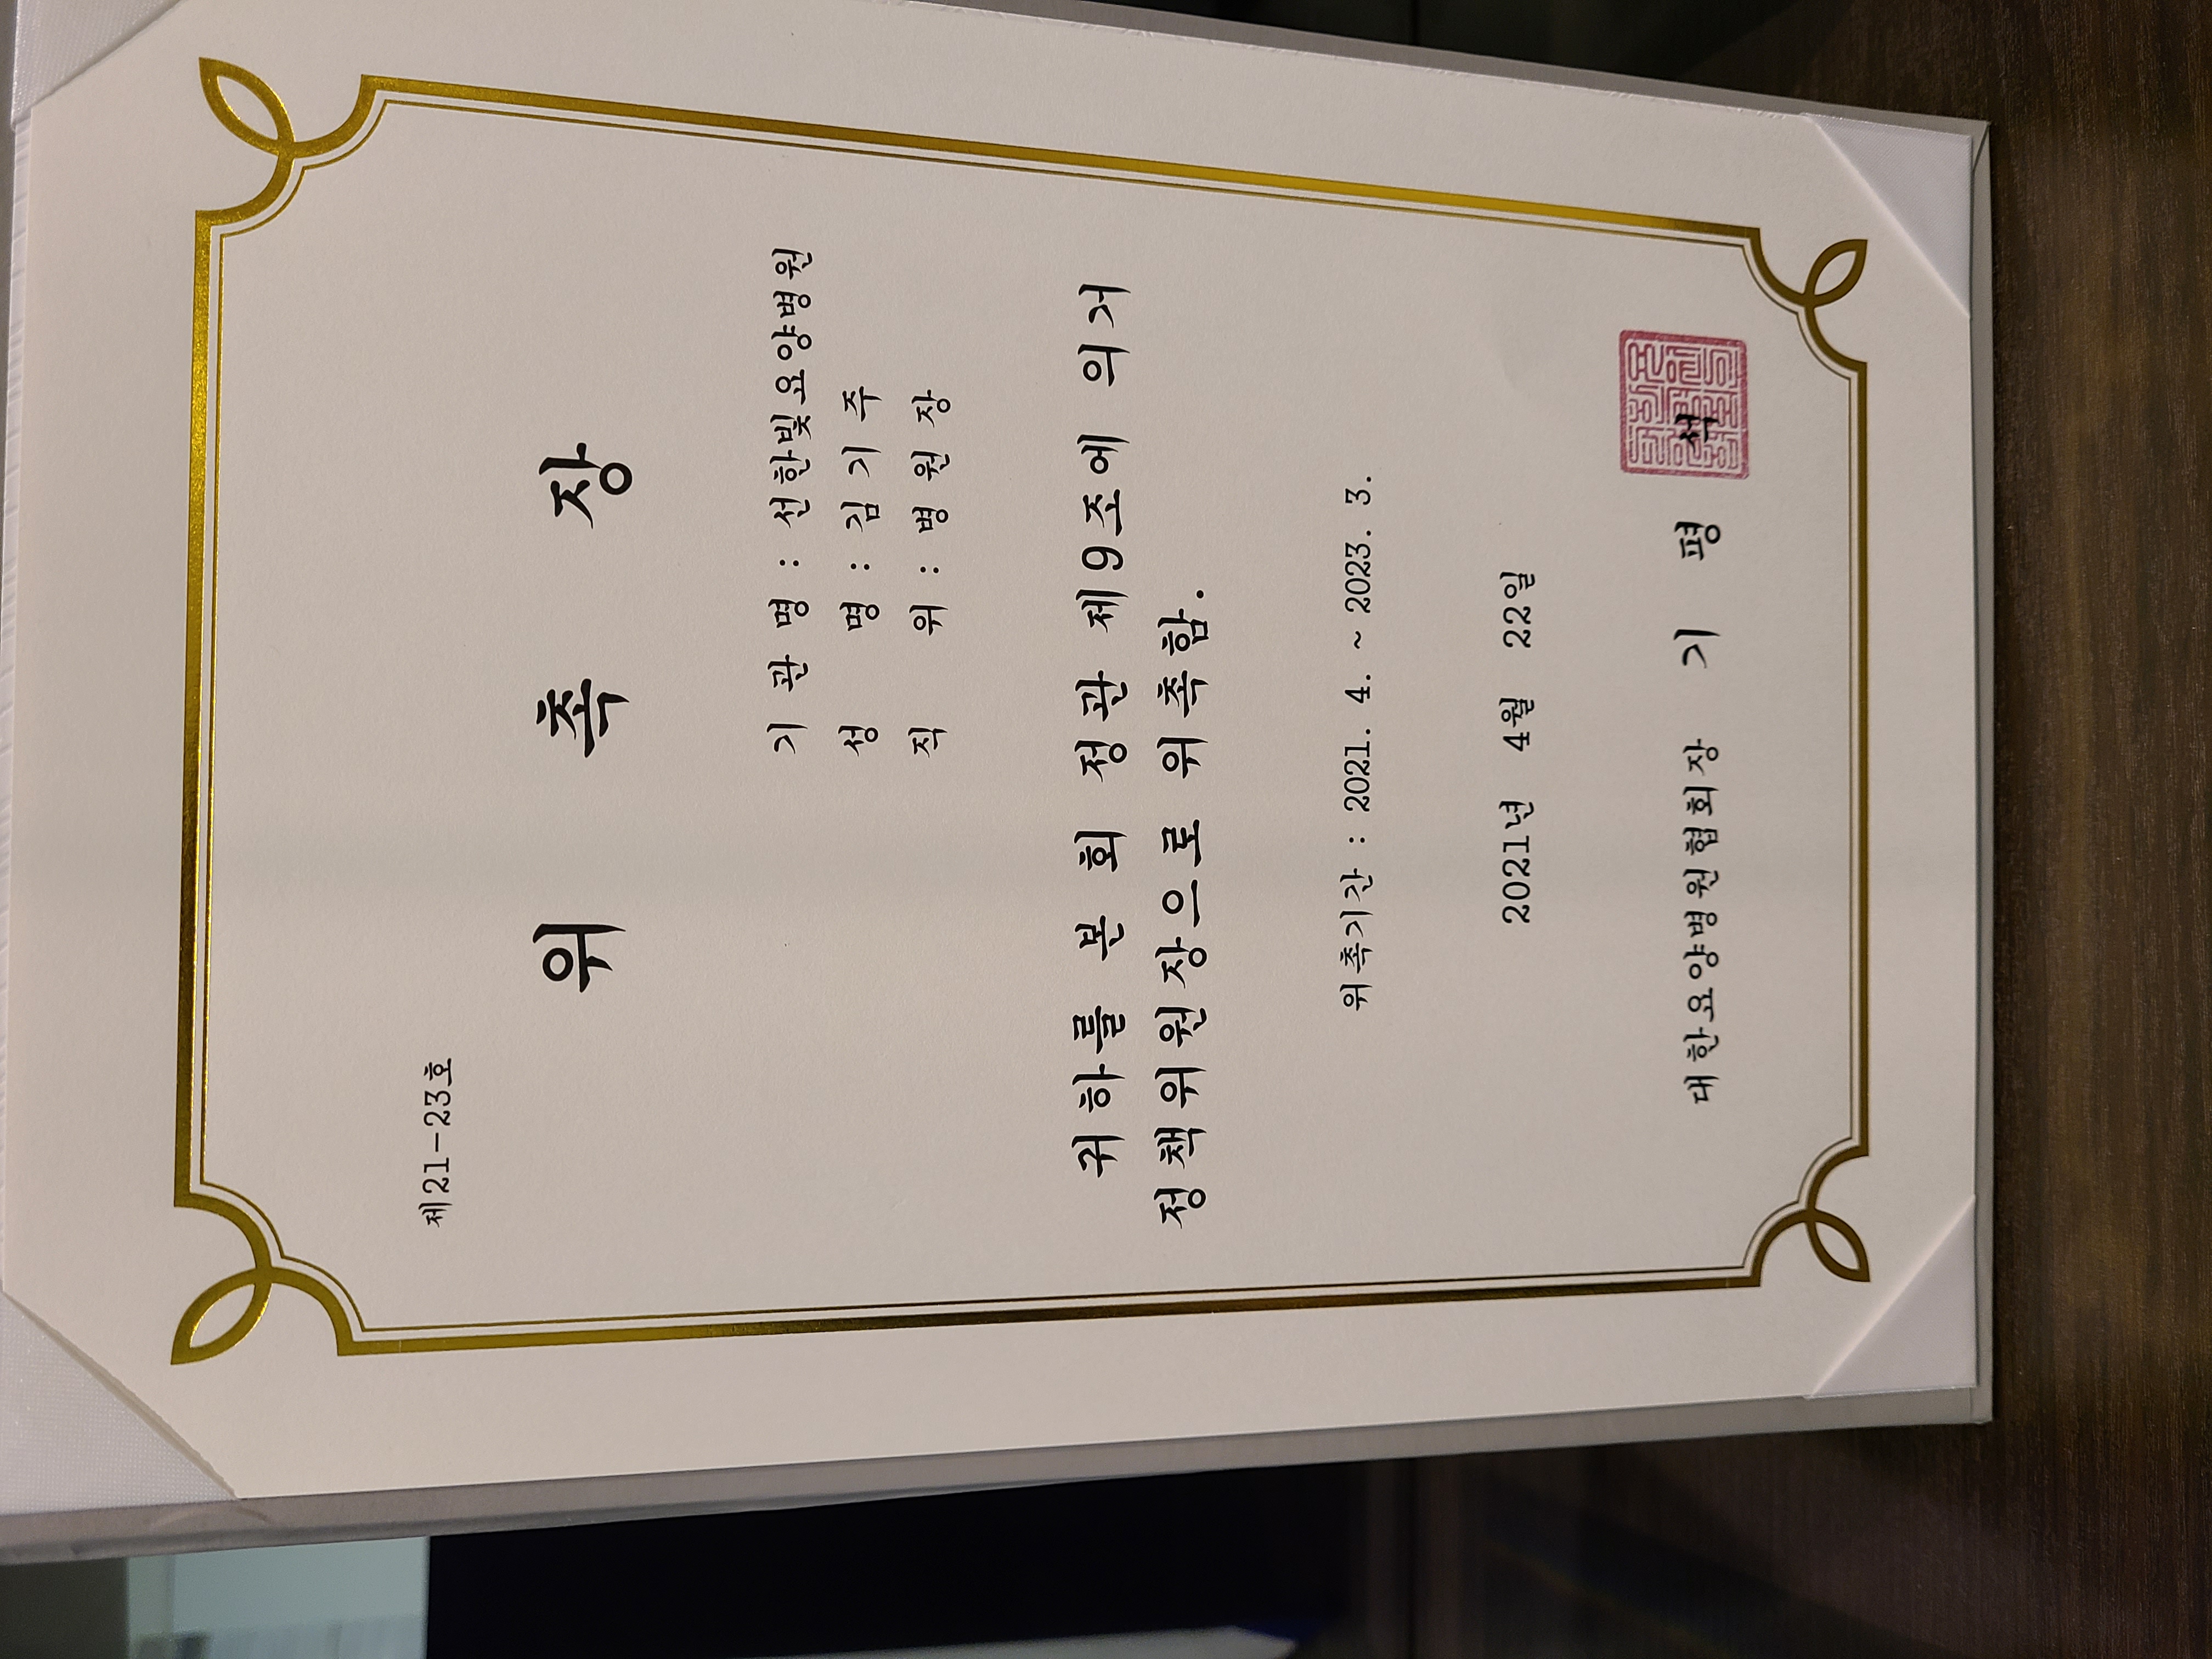 제21-23호
위 촉 장
기 관 명 : 선한빛요양병원
성 명 : 김 기 주
직 위 : 병 원 장
귀하를 본 회 정관 제9조에 의거
정책위원장으로 위촉함.
위촉기간 : 2021. 4. ~ 2023. 3.
2021년 4월 22일
대한요양병원협회장 기 평 석